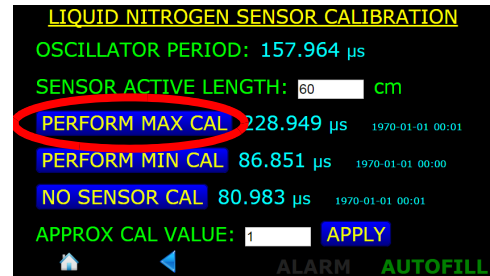 LIQUID NITROGEN SENSOR CALIBRATION
OSCILLATOR PERIOD: 157.964 µs
SENSOR ACTIVE LENGTH: 60 cm
PERFORM MAX CAL 228.949 µs 1970-01-01 00:01
PERFORM MIN CAL 86.851 µs 1970-01-01 00:00
NO SENSOR CAL 80.983 µs 1970-01-01 00:01
APPROX CAL VALUE: 1 APPLY
ALARM AUTOFILL